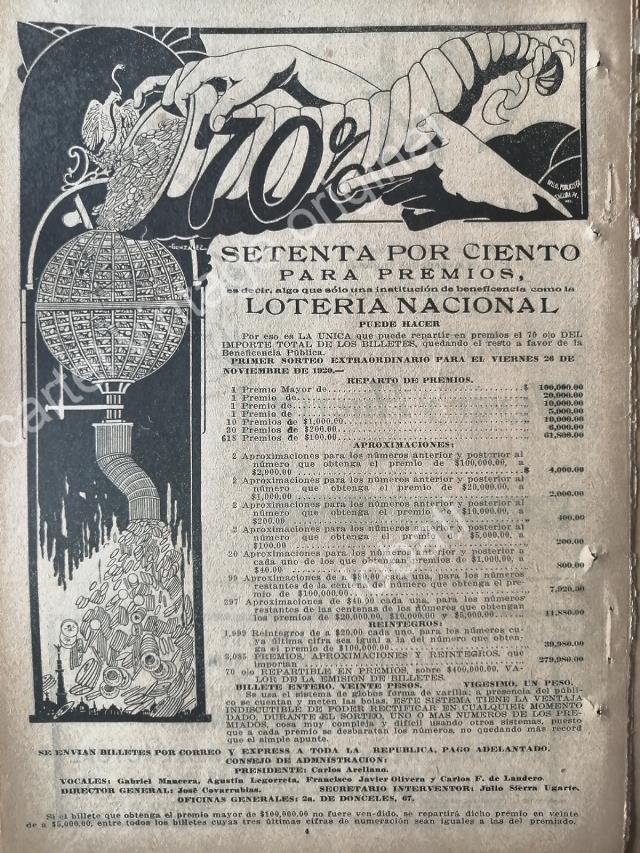 70%
GONZALEZ
SETENTA POR CIENTO
PARA PREMIOS,
es decir, algo que sólo una institución de beneficencia como la
LOTERIA NACIONAL
PUEDE HACER
Por eso es LA UNICA que puede repartir en premios el 70 o|o DEL
IMPORTE TOTAL DE LOS BILLETES, quedando el resto a favor de la
Beneficencia Pública.
PRIMER SORTEO EXTRAORDINARIO PARA EL VIERNES 26 DE
NOVIEMBRE DE 1920.—
REPARTO DE PREMIOS.
1 Premio Mayor de $ 100,000.00
1 Premio de 20,000.00
1 Premio de 10,000.00
1 Premio de 5,000.00
10 Premios de $1,000.00 10,000.00
30 Premios de $200.00 6,000.00
618 Premios de $100.00 61,800.00
APROXIMACIONES:
2 Aproximaciones para los números anterior y posterior al
número que obtenga el premio de $100,000.00, a
$2,000.00 $ 4,000.00
2 Aproximaciones para los números anterior y posterior al
número que obtenga el premio de $20,000.00, a
$1,000.00 2,000.00
2 Aproximaciones para los números anterior y posterior al
número que obtenga el premio de $10,000.00, a
$200.00 400.00
2 Aproximaciones para los números anterior y posterior al
número que obtenga el premio de $5,000.00, a
$100.00 200.00
20 Aproximaciones para los números anterior y posterior a
cada uno de los que obtengan premios de $1,000.00, a
$40.00 800.00
99 Aproximaciones de a $80.00 cada una, para los números
restantes de la centena del número que obtenga el pre-
mio de $100,000.00 7,920.00
297 Aproximaciones de $40.00 cada una, para los números
restantes de las centenas de los números que obtengan
los premios de $20,000.00, $10,000.00 y $5,000.00 11,880.00
REINTEGROS:
1,999 Reintegros de a $20.00 cada uno, para los números cu-
ya última cifra sea igual a la del número que obten-
ga el premio de $100,000.00 39,980.00
3,085 PREMIOS, APROXIMACIONES Y REINTEGROS, que
importan 279,980.00
70 o|o REPARTIBLE EN PREMIOS, sobre $400,000.00, VA-
LOR DE LA EMISION DE BILLETES.
BILLETE ENTERO, VEINTE PESOS. VIGESIMO, UN PESO.
Se usa el sistema de globos forma de varilla; a presencia del públi-
co se cuentan y meten las bolas. ESTE SISTEMA TIENE LA VENTAJA
INDISCUTIBLE DE PODER RECTIFICAR EN CUALQUIER MOMENTO
DADO, DURANTE EL SORTEO, UNO O MAS NUMEROS DE LOS PRE-
MIADOS, cosa muy compleja y difícil usando otros sistemas, puesto
que a cada premio se desbaratan los números, no quedando más record
que el simple apunte.
SE ENVIAN BILLETES POR CORREO Y EXPRESS A TODA LA REPUBLICA, PAGO ADELANTADO.
CONSEJO DE ADMNISTRACION:
PRESIDENTE: Carlos Arellano.
VOCALES: Gabriel Mancera, Agustín Legorreta, Francisco Javier Olivera y Carlos F. de Landero.
DIRECTOR GENERAL: José Covarrubias. SECRETARIO INTERVENTOR: Julio Sierra Ugarte.
OFICINAS GENERALES: 2a. DE DONCELES, 67.
Si el billete que obtenga el premio mayor de $100,000.00 no fuere ven-dido, se repartirá dicho premio en veinte
de a $5,000.00, entre todos los billetes cuyas tres últimas cifras de numeración sean iguales a las del premiado.
4